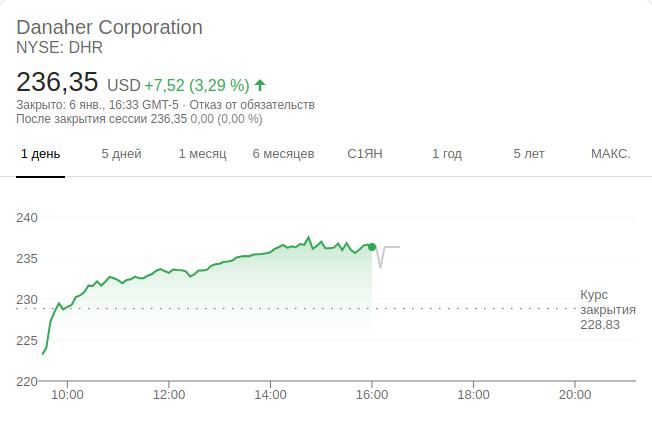 Danaher Corporation
NYSE: DHR
236,35 USD +7,52 (3,29 %)
Закрыто: 6 янв., 16:33 GMT-5 · Отказ от обязательств
После закрытия сессии 236,35 0,00 (0,00 %)
1 день 5 дней 1 месяц 6 месяцев С1ЯН 1 год 5 лет МАКС.
240
235
230
Курс
закрытия
228,83
225
220
10:00 12:00 14:00 16:00 18:00 20:00